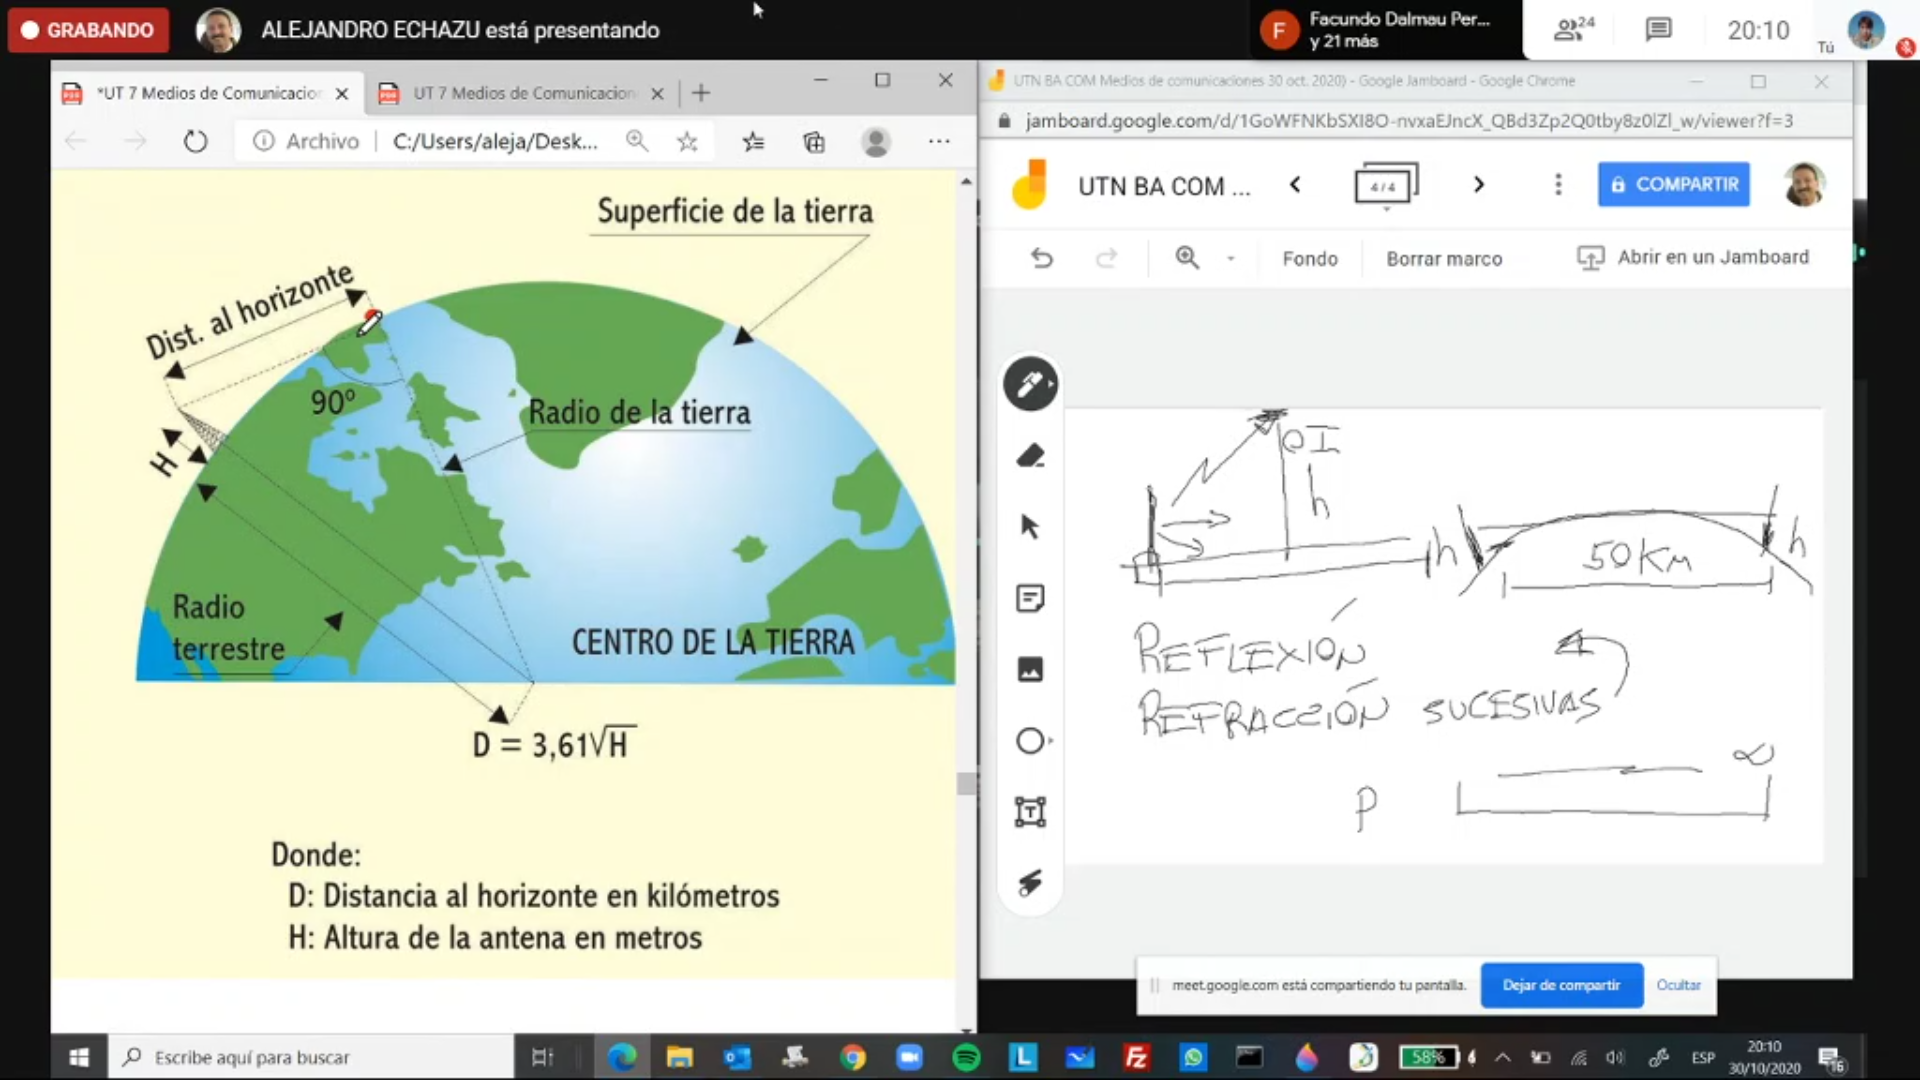 GRABANDO
ALEJANDRO ECHAZU está presentando
Facundo Dalmau Per...
y 21 más
24
20:10
Tú
*UT 7 Medios de Comunicacio
UT 7 Medios de Comunicacion
Archivo
C:/Users/aleja/Desk...
Superficie de la tierra
Dist. al horizonte
90º
Radio de la tierra
H
Radio
terrestre
CENTRO DE LA TIERRA
D = 3,61√H
Donde:
D: Distancia al horizonte en kilómetros
H: Altura de la antena en metros
UTN BA COM Medios de comunicaciones 30 oct. 2020) - Google Jamboard - Google Chrome
jamboard.google.com/d/1GoWFNKbSXI8O-nvxaEJncX_QBd3Zp2Q0tby8z0lZl_w/viewer?f=3
UTN BA COM ...
4/4
COMPARTIR
Fondo
Borrar marco
Abrir en un Jamboard
h
h
50 KM
h
REFLEXIÓN
REFRACCIÓN SUCESIVAS
P
meet.google.com está compartiendo tu pantalla.
Dejar de compartir
Ocultar
Escribe aquí para buscar
58%
ESP
20:10
30/10/2020
16